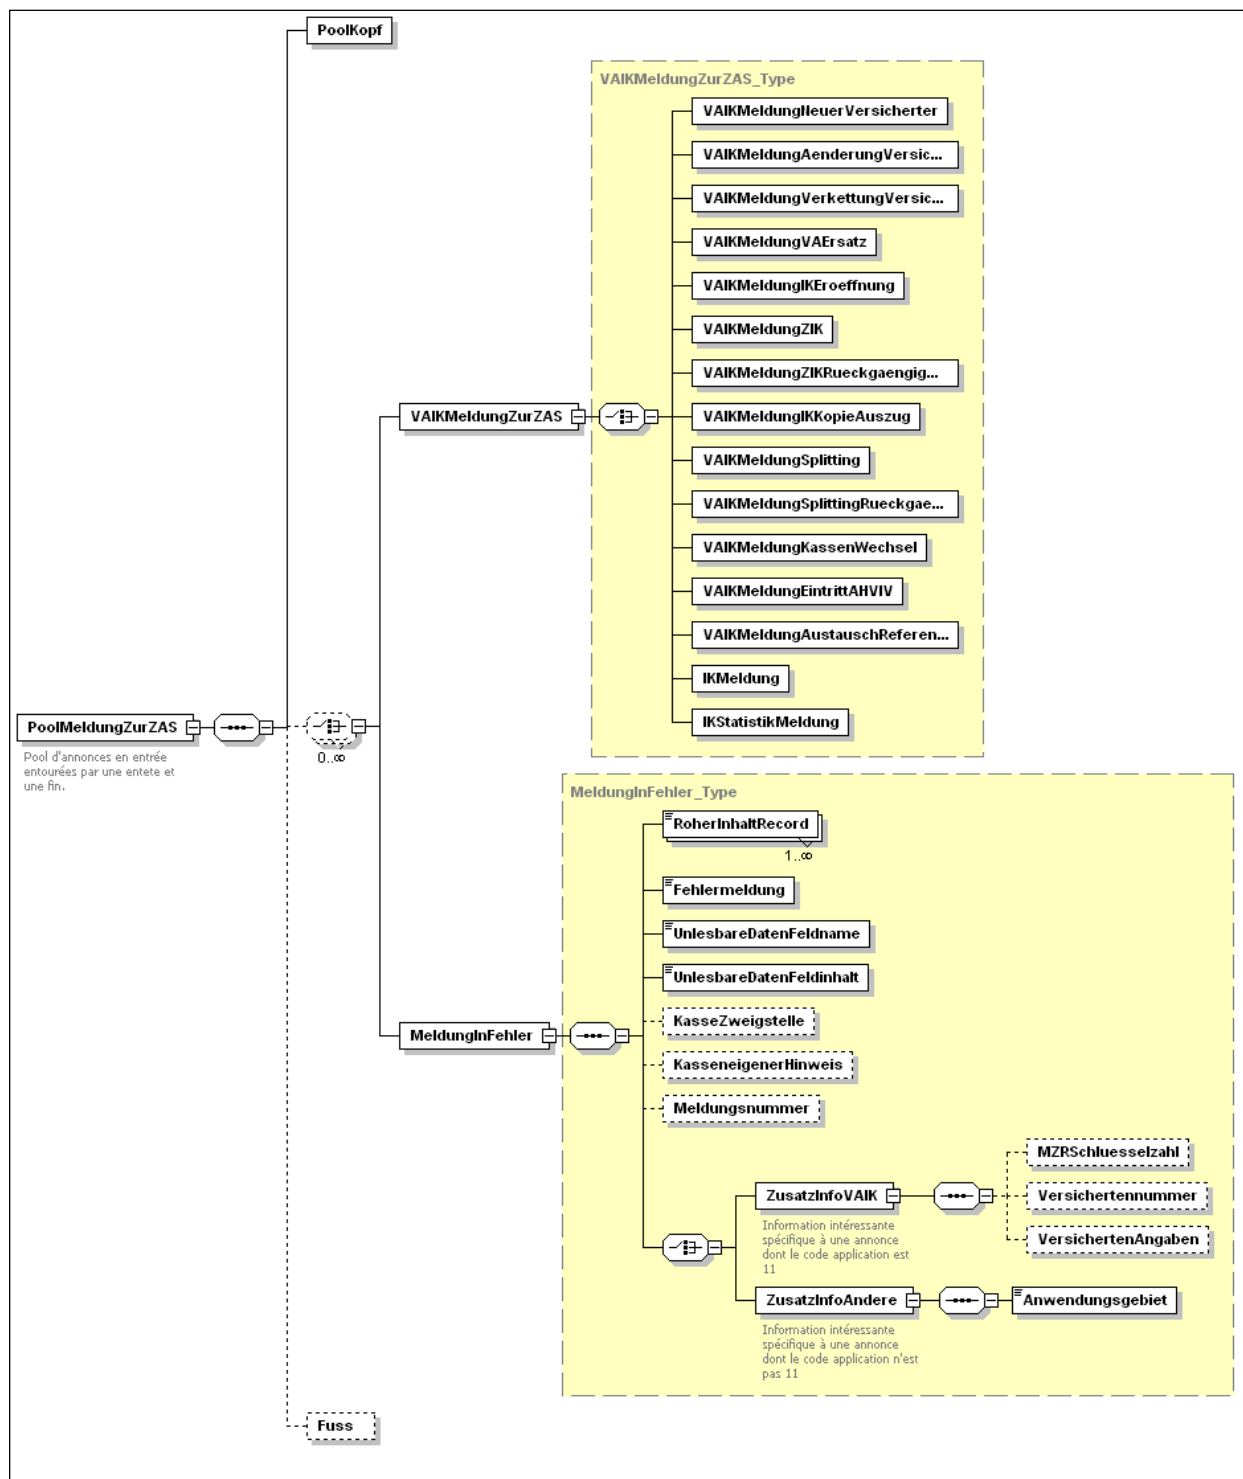 PoolKopf
VAIKMeldungZurZAS_Type
VAIKMeldungNeuerVersicherter
VAIKMeldungAenderungVersic...
VAIKMeldungVerkettungVersic...
VAIKMeldungVAErsatz
VAIKMeldungIKEroeffnung
VAIKMeldungZIK
VAIKMeldungZIKRueckgaengig...
VAIKMeldungZurZAS
VAIKMeldungIKKopieAuszug
VAIKMeldungSplitting
VAIKMeldungSplittingRueckgae...
VAIKMeldungKassenWechsel
VAIKMeldungEintrittAHVIV
VAIKMeldungAustauschReferen...
IKMeldung
IKStatistikMeldung
PoolMeldungZurZAS
Pool d'annonces en entrée
entourées par une entete et
une fin.
0..∞
MeldungInFehler_Type
RoherInhaltRecord
1..∞
Fehlermeldung
UnlesbareDatenFeldname
UnlesbareDatenFeldinhalt
KasseZweigstelle
MeldungInFehler
KasseneigenerHinweis
Meldungsnummer
MZRSchluesselzahl
ZusatzInfoVAIK
Versichertennummer
Information intéressante
spécifique à une annonce
dont le code application est
11
VersichertenAngaben
ZusatzInfoAndere
Anwendungsgebiet
Information intéressante
spécifique à une annonce
dont le code application n'est
pas 11
Fuss